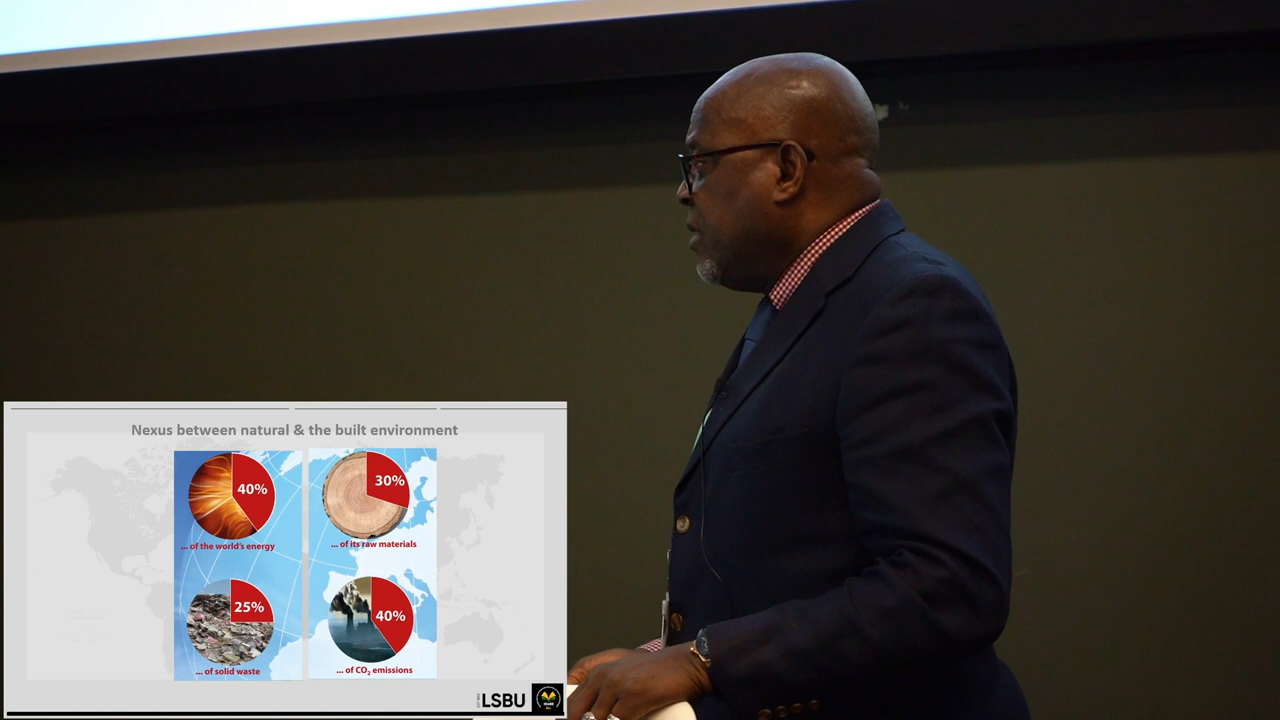 Nexus between natural & the built environment
40%
... of the world's energy
30%
... of its raw materials
25%
... of solid waste
40%
... of CO₂ emissions
LSBU